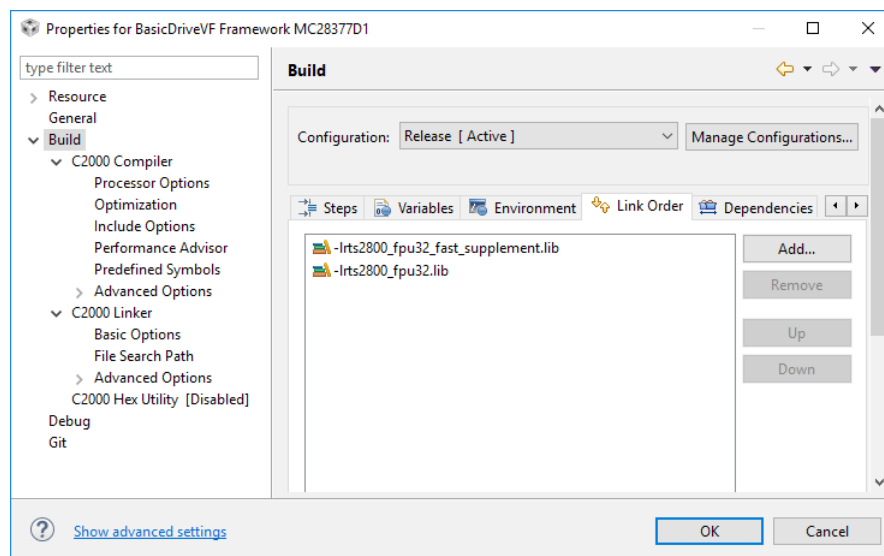 Properties for BasicDriveVF Framework MC28377D1
type filter text
Resource
General
Build
C2000 Compiler
Processor Options
Optimization
Include Options
Performance Advisor
Predefined Symbols
Advanced Options
C2000 Linker
Basic Options
File Search Path
Advanced Options
C2000 Hex Utility [Disabled]
Debug
Git
Build
Configuration: Release [ Active ] Manage Configurations...
Steps Variables Environment Link Order Dependencies
-lrts2800_fpu32_fast_supplement.lib
-lrts2800_fpu32.lib
Add...
Remove
Up
Down
? Show advanced settings OK Cancel